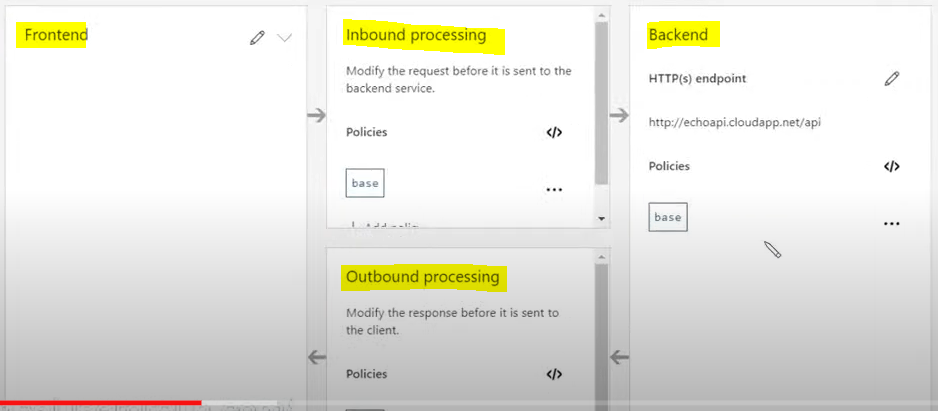 Frontend
Inbound processing
Modify the request before it is sent to the
backend service.
Policies
</>
base
...
Backend
HTTP(s) endpoint
http://echoapi.cloudapp.net/api
Policies
</>
base
...
Outbound processing
Modify the response before it is sent to
the client.
Policies
</>